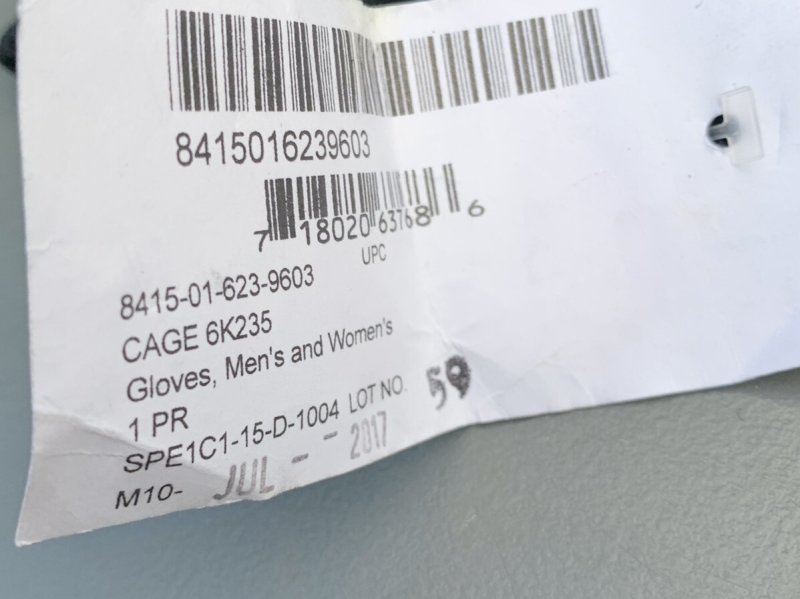 8415016239603
7 18020 63768 6
UPC
8415-01-623-9603
CAGE 6K235
Gloves, Men's and Women's
1 PR
SPE1C1-15-D-1004 LOT NO. 59
M10- JUL -- 2017